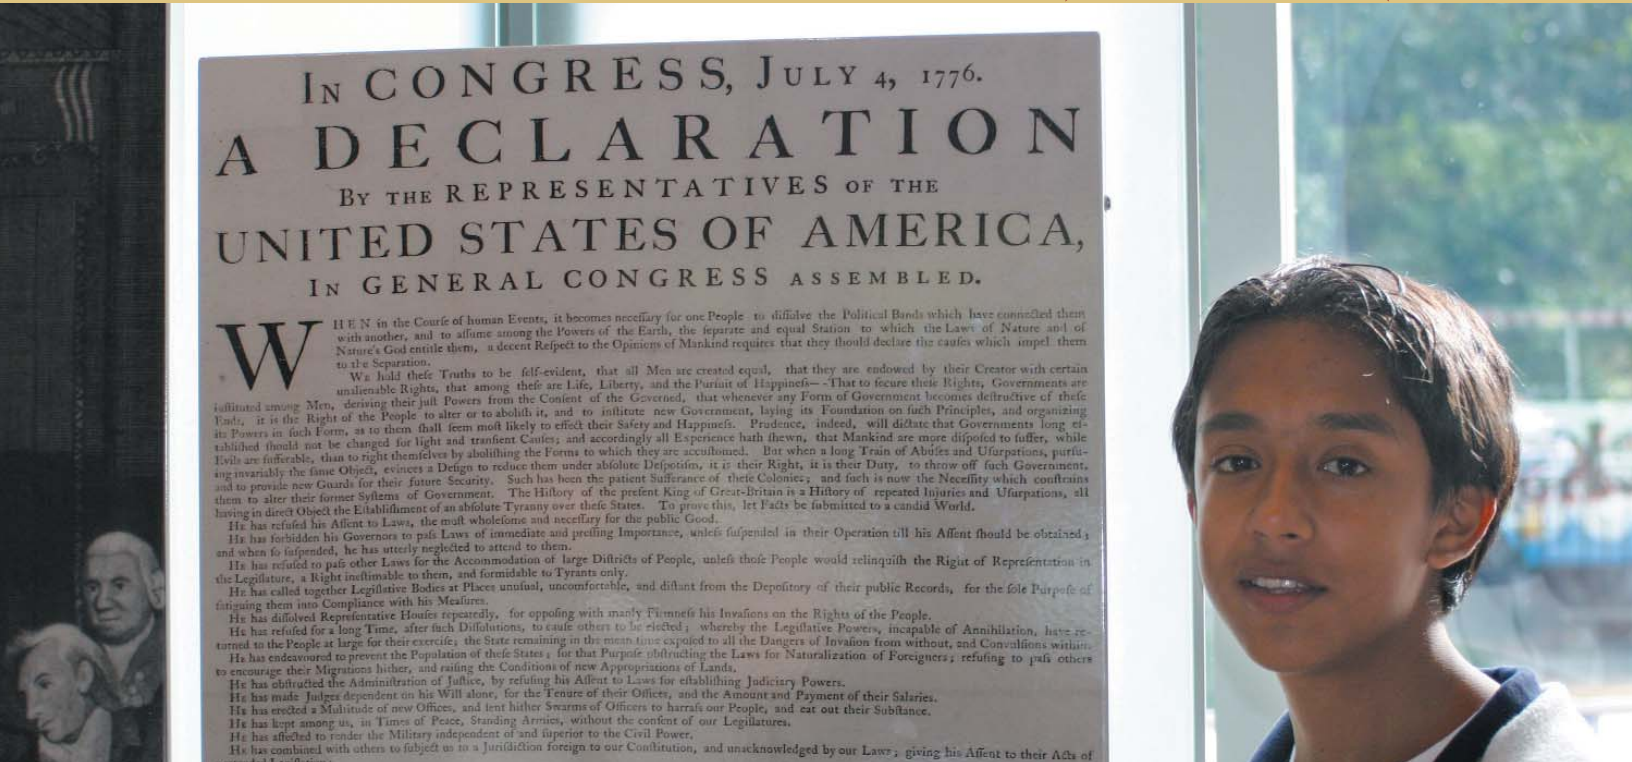 IN CONGRESS, JULY 4, 1776.
A DECLARATION
BY THE REPRESENTATIVES OF THE
UNITED STATES OF AMERICA,
IN GENERAL CONGRESS ASSEMBLED.
WHEN in the Courſe of human Events, it becomes neceſſary for one People to diſſolve the Political Bands which have connected them
with another, and to aſſume among the Powers of the Earth, the ſeparate and equal Station to which the Laws of Nature and of
Nature's God entitle them, a decent Reſpect to the Opinions of Mankind requires that they ſhould declare the cauſes which impel them
to the Separation.
WE hold theſe Truths to be ſelf-evident, that all Men are created equal, that they are endowed by their Creator with certain
unalienable Rights, that among theſe are Life, Liberty, and the Purſuit of Happineſs--That to ſecure theſe Rights, Governments are
inſtituted among Men, deriving their juſt Powers from the Conſent of the Governed, that whenever any Form of Government becomes deſtructive of theſe
Ends, it is the Right of the People to alter or to aboliſh it, and to inſtitute new Government, laying its Foundation on ſuch Principles, and organizing
its Powers in ſuch Form, as to them ſhall ſeem moſt likely to effect their Safety and Happineſs. Prudence, indeed, will dictate that Governments long eſ-
tabliſhed ſhould not be changed for light and tranſient Cauſes; and accordingly all Experience hath ſhewn, that Mankind are more diſpoſed to ſuffer, while
Evils are ſufferable, than to right themſelves by aboliſhing the Forms to which they are accuſtomed. But when a long Train of Abuſes and Uſurpations, purſu-
ing invariably the ſame Object, evinces a Deſign to reduce them under abſolute Deſpotiſm, it is their Right, it is their Duty, to throw off ſuch Government,
and to provide new Guards for their future Security. Such has been the patient Sufferance of theſe Colonies; and ſuch is now the Neceſſity which conſtrains
them to alter their former Syſtems of Government. The Hiſtory of the preſent King of Great-Britain is a Hiſtory of repeated Injuries and Uſurpations, all
having in direct Object the Eſtabliſhment of an abſolute Tyranny over theſe States. To prove this, let Facts be ſubmitted to a candid World.
HE has refuſed his Aſſent to Laws, the moſt wholeſome and neceſſary for the public Good.
HE has forbidden his Governors to paſs Laws of immediate and preſſing Importance, unleſs ſuſpended in their Operation till his Aſſent ſhould be obtained;
and when ſo ſuſpended, he has utterly neglected to attend to them.
HE has refuſed to paſs other Laws for the Accommodation of large Diſtricts of People, unleſs thoſe People would relinquiſh the Right of Repreſentation in
the Legiſlature, a Right ineſtimable to them, and formidable to Tyrants only.
HE has called together Legiſlative Bodies at Places unuſual, uncomfortable, and diſtant from the Depoſitory of their public Records, for the ſole Purpoſe of
fatiguing them into Compliance with his Meaſures.
HE has diſſolved Repreſentative Houſes repeatedly, for oppoſing with manly Firmneſs his Invaſions on the Rights of the People.
HE has refuſed for a long Time, after ſuch Diſſolutions, to cauſe others to be elected; whereby the Legiſlative Powers, incapable of Annihilation, have re-
turned to the People at large for their exerciſe; the State remaining in the mean time expoſed to all the Dangers of Invaſion from without, and Convulſions within.
HE has endeavoured to prevent the Population of theſe States; for that Purpoſe obſtructing the Laws for Naturalization of Foreigners; refuſing to paſs others
to encourage their Migrations hither, and raiſing the Conditions of new Appropriations of Lands.
HE has obſtructed the Adminiſtration of Juſtice, by refuſing his Aſſent to Laws for eſtabliſhing Judiciary Powers.
HE has made Judges dependent on his Will alone, for the Tenure of their Offices, and the Amount and Payment of their Salaries.
HE has erected a Multitude of new Offices, and ſent hither Swarms of Officers to harraſs our People, and eat out their Subſtance.
HE has kept among us, in Times of Peace, Standing Armies, without the conſent of our Legiſlatures.
HE has affected to render the Military independent of and ſuperior to the Civil Power.
HE has combined with others to ſubject us to a Juriſdiction foreign to our Conſtitution, and unacknowledged by our Laws; giving his Aſſent to their Acts of